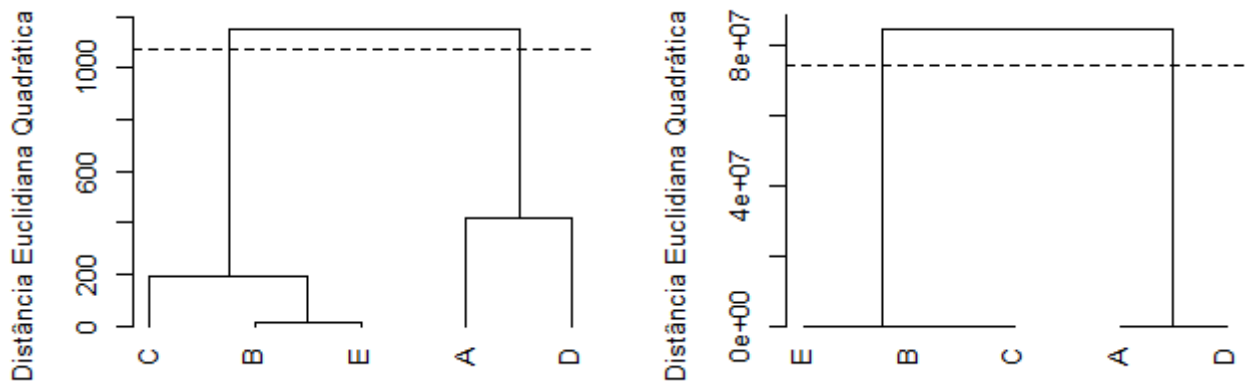 Distância Euclidiana Quadrática
1000
600
200
0
C B E A D
Distância Euclidiana Quadrática
8e+07
4e+07
0e+00
E B C A D